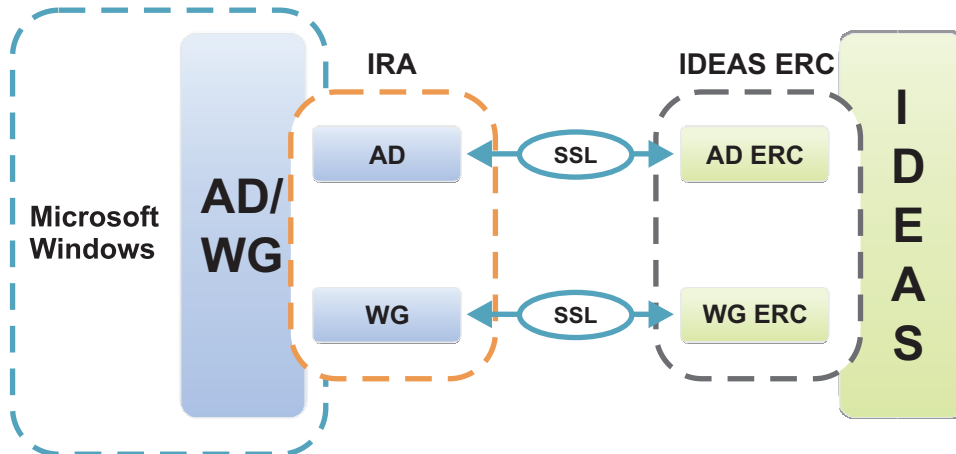 Microsoft
Windows
AD/
WG
IRA
AD
WG
SSL
SSL
IDEAS ERC
AD ERC
WG ERC
I
D
E
A
S